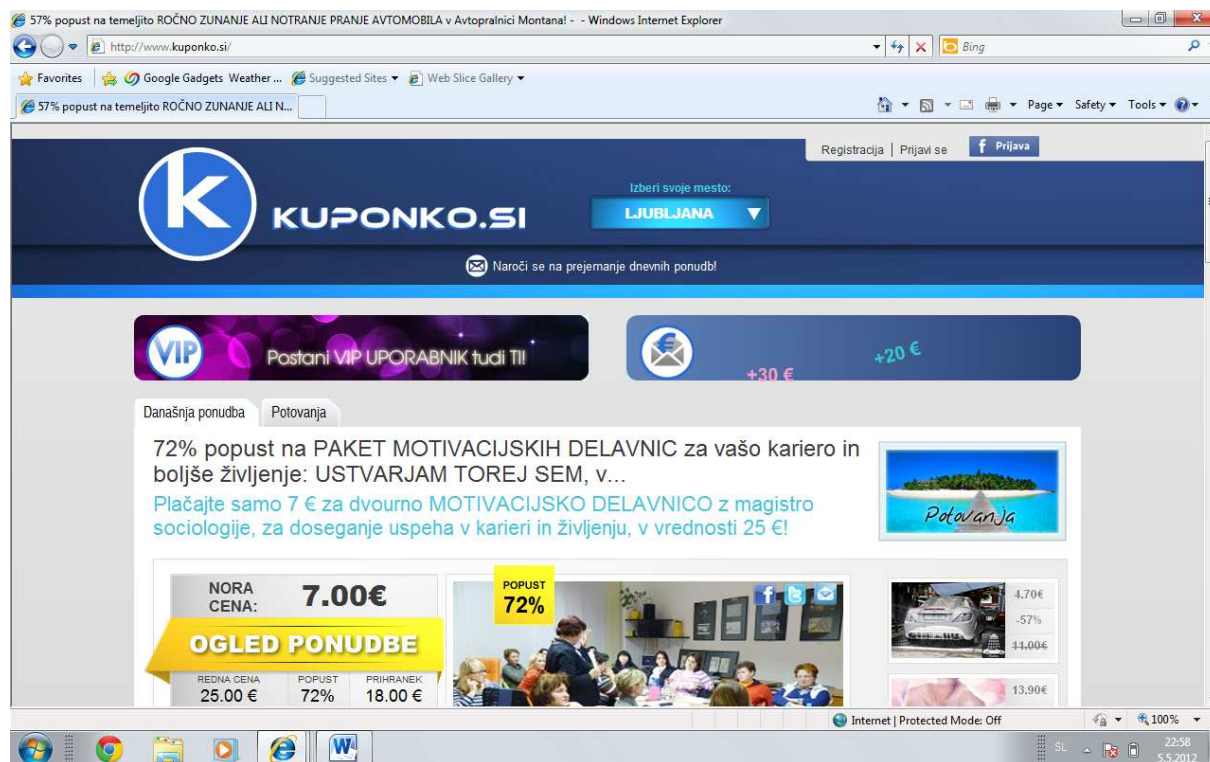 57% popust na temeljito ROČNO ZUNANJE ALI NOTRANJE PRANJE AVTOMOBILA v Avtopralnici Montana! - - Windows Internet Explorer
http://www.kuponko.si/
Bing
Favorites Google Gadgets Weather ... Suggested Sites Web Slice Gallery
57% popust na temeljito ROČNO ZUNANJE ALI N...
Page Safety Tools
Registracija | Prijavi se f Prijava
Izberi svoje mesto:
k KUPONKO.SI
LJUBLJANA
Naroči se na prejemanje dnevnih ponudb!
VIP Postani VIP UPORABNIK tudi TI!
€ +30 € +20 €
Današnja ponudba Potovanja
72% popust na PAKET MOTIVACIJSKIH DELAVNIC za vašo kariero in
boljše življenje: USTVARJAM TOREJ SEM, v...
Plačajte samo 7 € za dvourno MOTIVACIJSKO DELAVNICO z magistro
sociologije, za doseganje uspeha v karieri in življenju, v vrednosti 25 €!
Potovanja
NORA
CENA:
7.00€
OGLED PONUDBE
REDNA CENA POPUST PRIHRANEK
25.00 € 72% 18.00 €
POPUST
72%
4.70€
-57%
11.00€
13.90€
Internet | Protected Mode: Off 100%
SL 22:58
5.5.2012